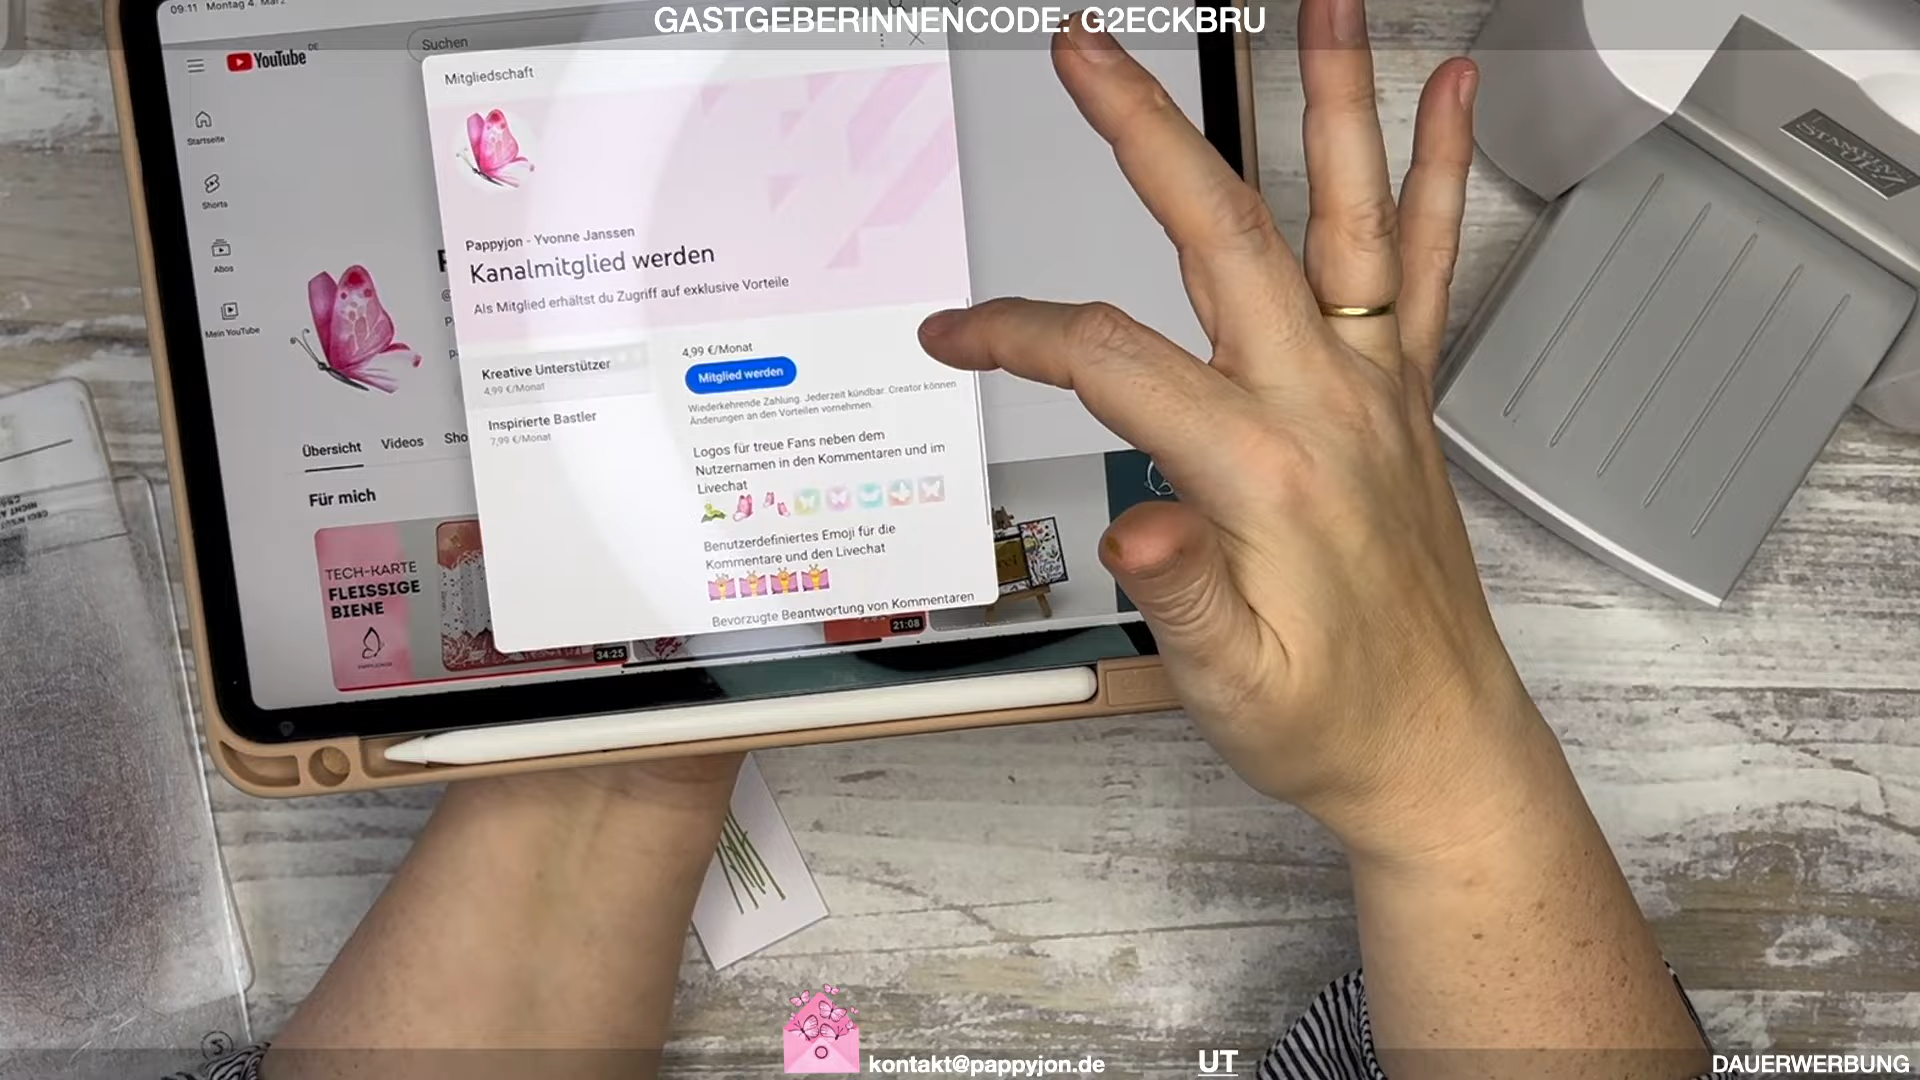 GASTGEBERINNENCODE: G2ECKBRU
09:11 Montag 4. März
YouTube DE
Suchen
Startseite
Shorts
Abos
Mein YouTube
Mitgliedschaft
Pappyjon - Yvonne Janssen
Kanalmitglied werden
Als Mitglied erhältst du Zugriff auf exklusive Vorteile
Kreative Unterstützer
4,99 €/Monat
Inspirierte Bastler
7,99 €/Monat
4,99 €/Monat
Mitglied werden
Wiederkehrende Zahlung. Jederzeit kündbar. Creator können
Änderungen an den Vorteilen vornehmen.
Logos für treue Fans neben dem
Nutzernamen in den Kommentaren und im
Livechat
Benutzerdefiniertes Emoji für die
Kommentare und den Livechat
Bevorzugte Beantwortung von Kommentaren
Übersicht Videos Sho
Für mich
TECH-KARTE
FLEISSIGE
BIENE
34:25
21:08
STAMPIN' UP!
kontakt@pappyjon.de
UT
DAUERWERBUNG